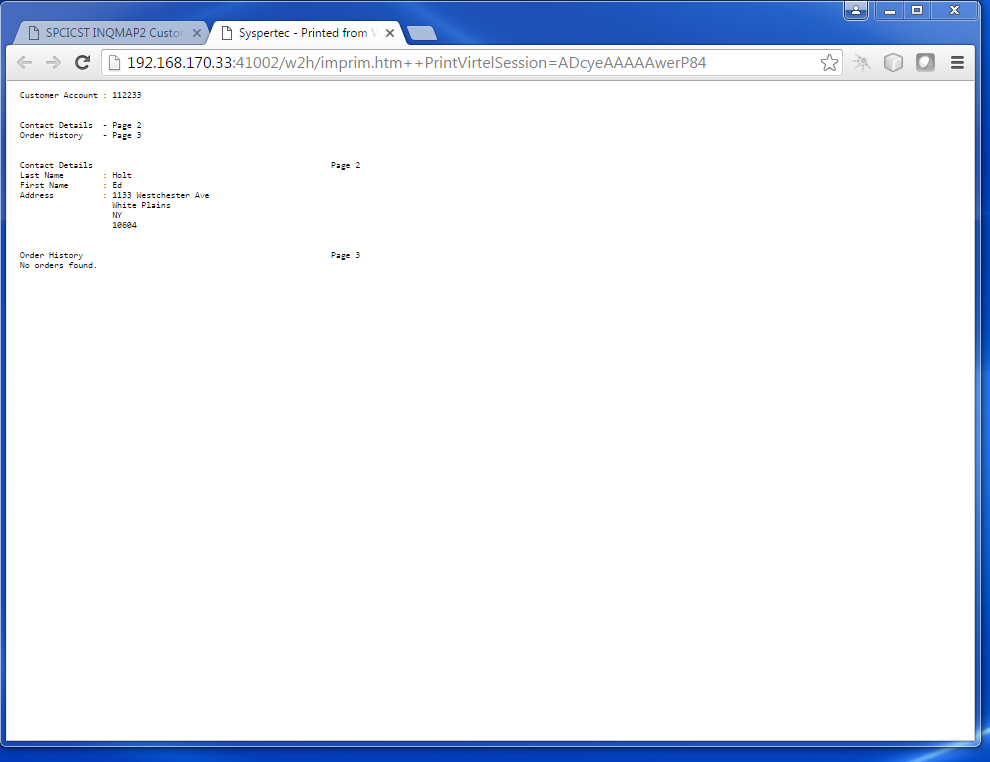 SPCICST INQMAP2 Custo
Syspertec - Printed from
192.168.170.33:41002/w2h/imprim.htm++PrintVirtelSession=ADcyeAAAAAwerP84
Customer Account : 112233
Contact Details - Page 2
Order History - Page 3
Contact Details Page 2
Last Name : Holt
First Name : Ed
Address : 1133 Westchester Ave
White Plains
NY
10604
Order History Page 3
No orders found.